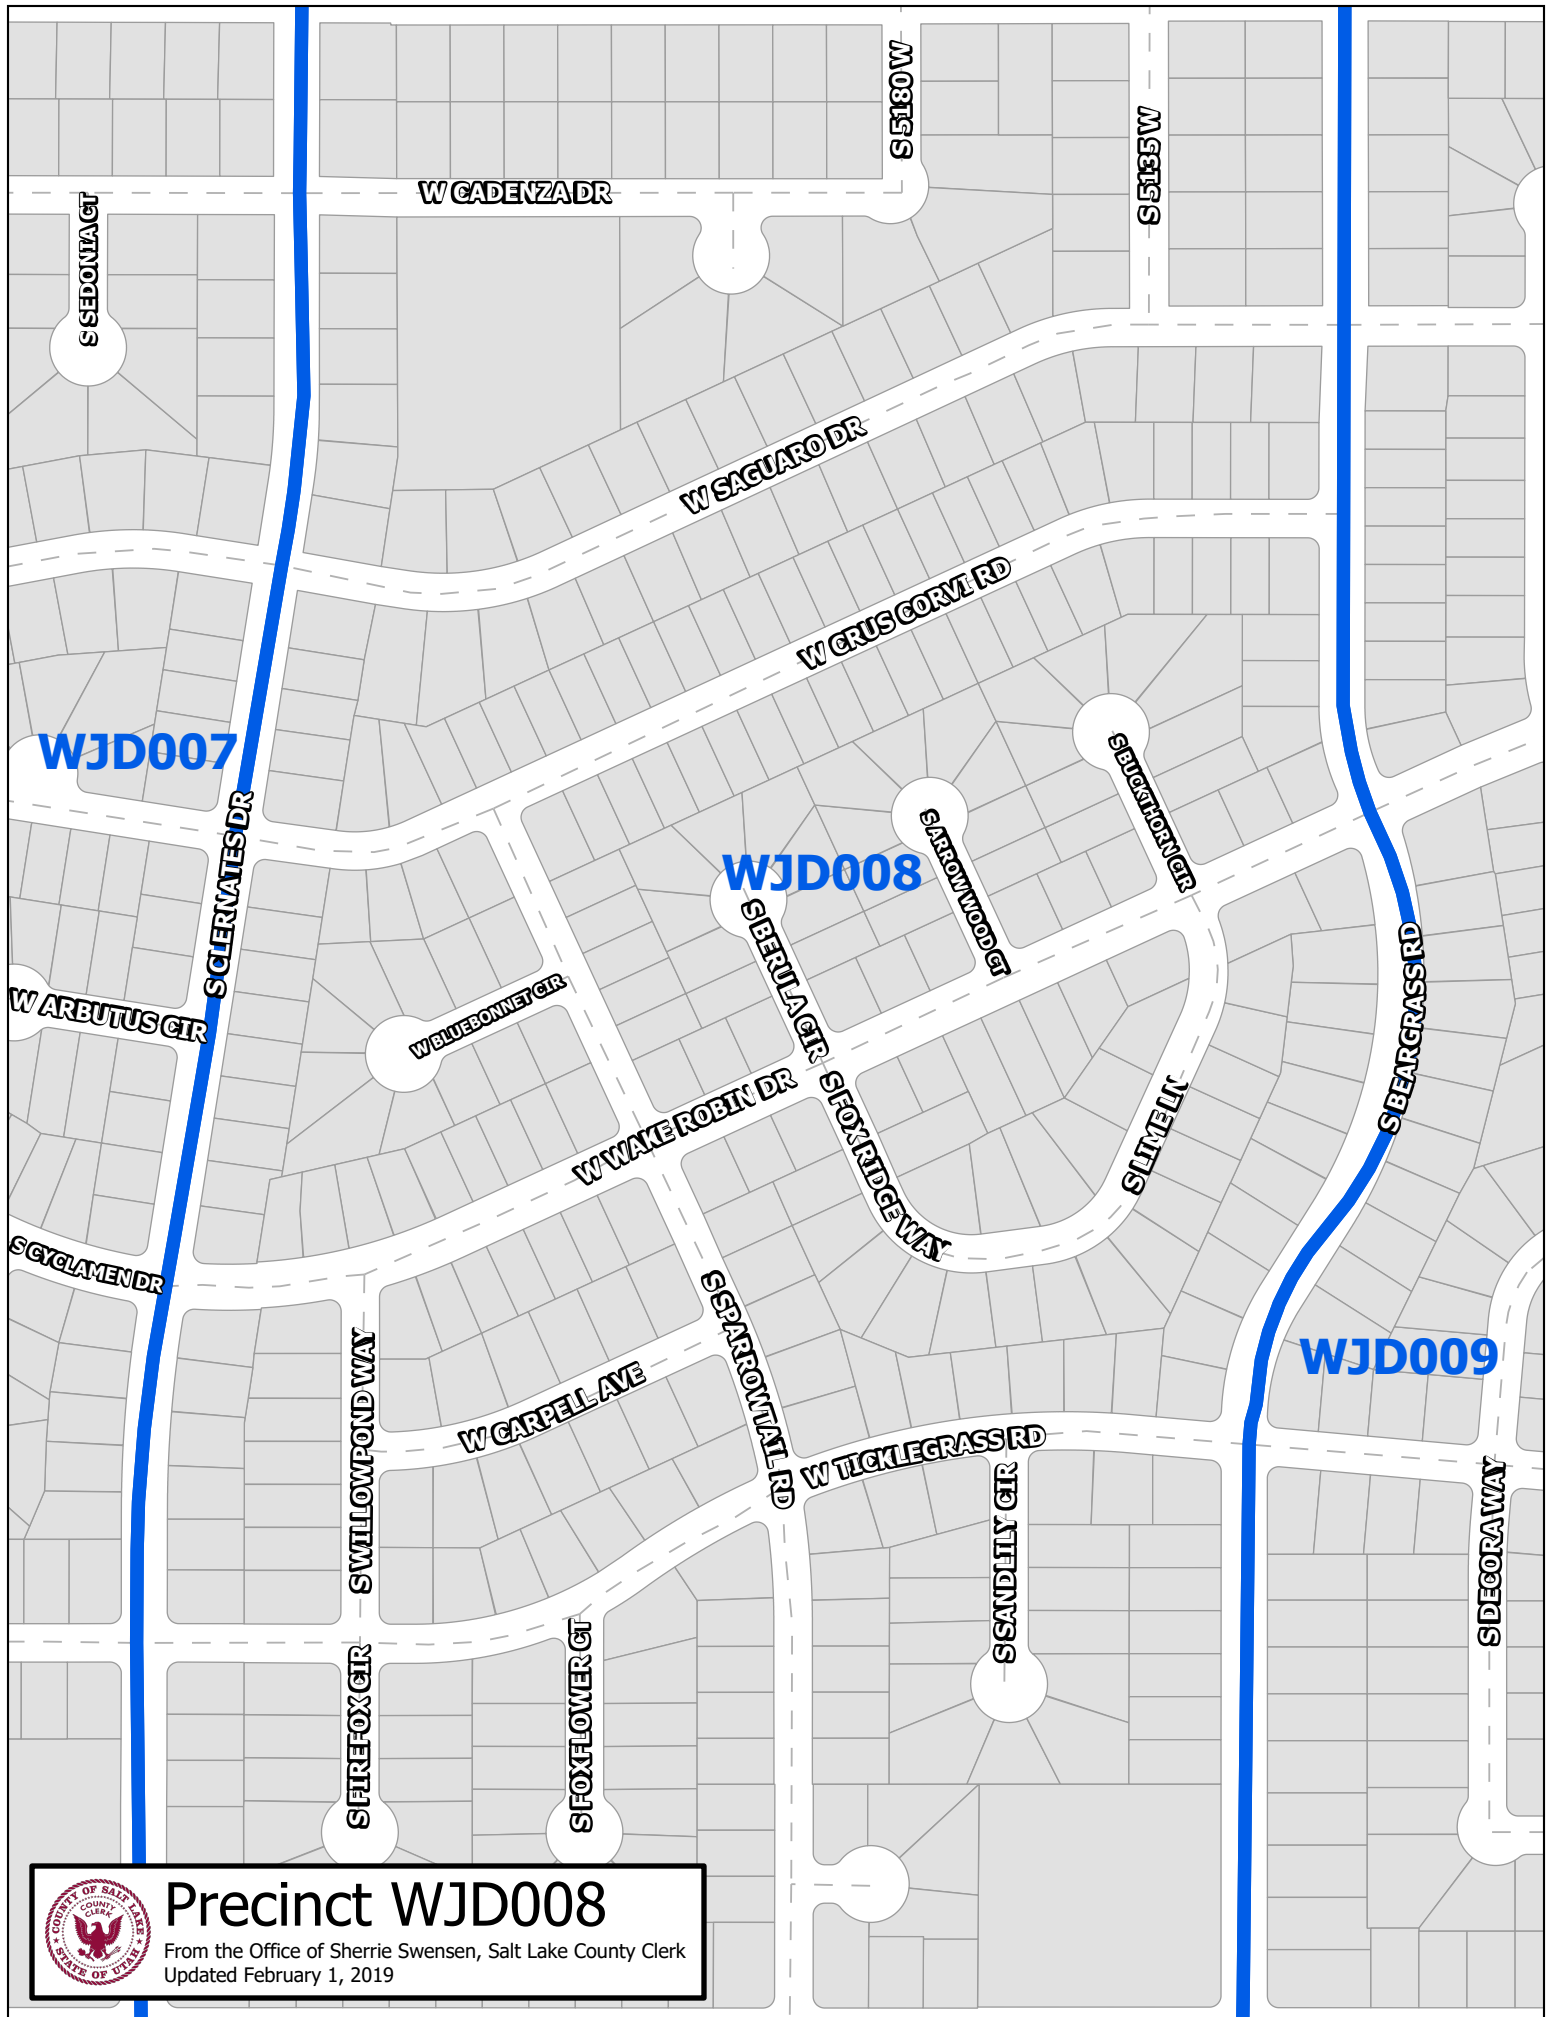 S 5180 W
S 5135 W
W CADENZA DR
S SEDONIA CT
W SAGUARO DR
W CRUS CORVI RD
WJD007
S BUCKTHORN CIR
S CLERNATES DR
S ARROW WOOD CT
WJD008
S BERULA CIR
S BEARGRASS RD
W ARBUTUS CIR
W BLUEBONNET CIR
W WAKE ROBIN DR
S FOX RIDGE WAY
S LIME LN
S CYCLAMEN DR
S SPARROWTAIL RD
S WILLOWPOND WAY
WJD009
W CARPELL AVE
W TICKLEGRASS RD
S SANDLILY CIR
S DECORA WAY
S FIREFOX CIR
S FOXFLOWER CT
COUNTY OF SALT LAKE
COUNTY
CLERK
STATE OF UTAH
Precinct WJD008
From the Office of Sherrie Swensen, Salt Lake County Clerk
Updated February 1, 2019